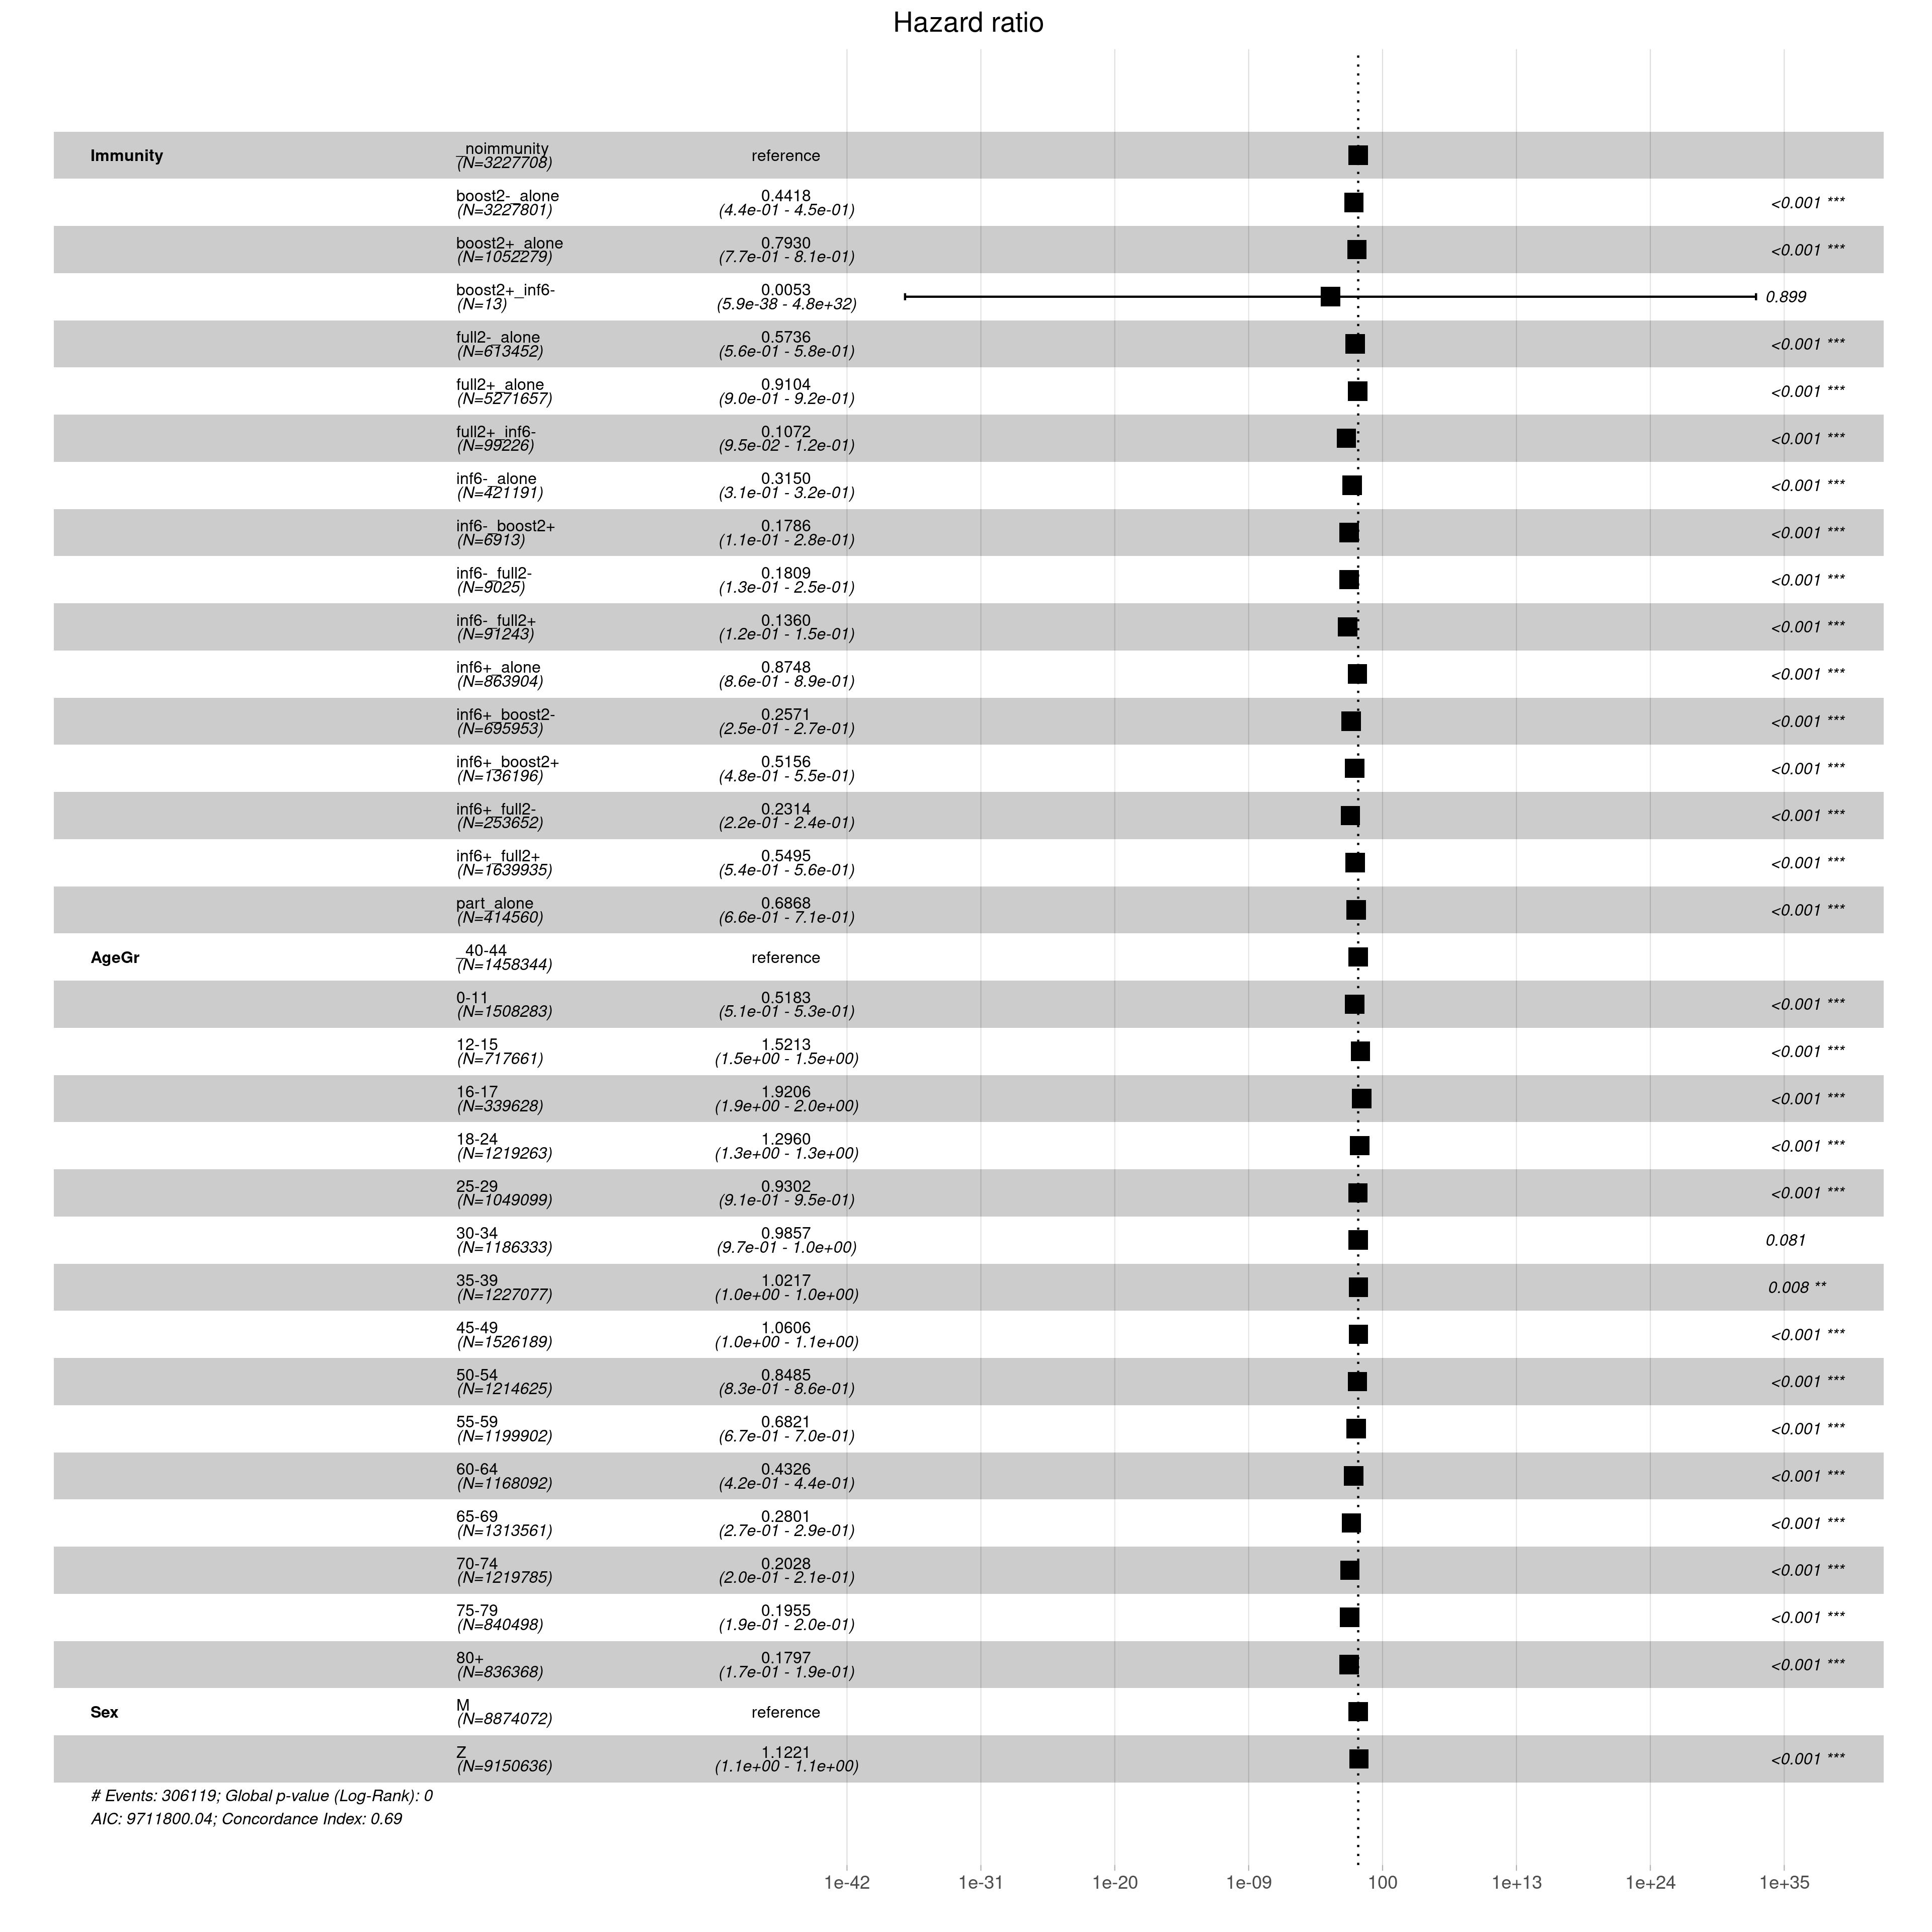 Hazard ratio
Immunity _noimmunity (N=3227708) reference
boost2-_alone (N=3227801) 0.4418 (4.4e-01 - 4.5e-01) <0.001 ***
boost2+_alone (N=1052279) 0.7930 (7.7e-01 - 8.1e-01) <0.001 ***
boost2+_inf6- (N=13) 0.0053 (5.9e-38 - 4.8e+32) 0.899
full2-_alone (N=613452) 0.5736 (5.6e-01 - 5.8e-01) <0.001 ***
full2+_alone (N=5271657) 0.9104 (9.0e-01 - 9.2e-01) <0.001 ***
full2+_inf6- (N=99226) 0.1072 (9.5e-02 - 1.2e-01) <0.001 ***
inf6-_alone (N=421191) 0.3150 (3.1e-01 - 3.2e-01) <0.001 ***
inf6-_boost2+ (N=6913) 0.1786 (1.1e-01 - 2.8e-01) <0.001 ***
inf6-_full2- (N=9025) 0.1809 (1.3e-01 - 2.5e-01) <0.001 ***
inf6-_full2+ (N=91243) 0.1360 (1.2e-01 - 1.5e-01) <0.001 ***
inf6+_alone (N=863904) 0.8748 (8.6e-01 - 8.9e-01) <0.001 ***
inf6+_boost2- (N=695953) 0.2571 (2.5e-01 - 2.7e-01) <0.001 ***
inf6+_boost2+ (N=136196) 0.5156 (4.8e-01 - 5.5e-01) <0.001 ***
inf6+_full2- (N=253652) 0.2314 (2.2e-01 - 2.4e-01) <0.001 ***
inf6+_full2+ (N=1639935) 0.5495 (5.4e-01 - 5.6e-01) <0.001 ***
part_alone (N=414560) 0.6868 (6.6e-01 - 7.1e-01) <0.001 ***
AgeGr _40-44 (N=1458344) reference
0-11 (N=1508283) 0.5183 (5.1e-01 - 5.3e-01) <0.001 ***
12-15 (N=717661) 1.5213 (1.5e+00 - 1.5e+00) <0.001 ***
16-17 (N=339628) 1.9206 (1.9e+00 - 2.0e+00) <0.001 ***
18-24 (N=1219263) 1.2960 (1.3e+00 - 1.3e+00) <0.001 ***
25-29 (N=1049099) 0.9302 (9.1e-01 - 9.5e-01) <0.001 ***
30-34 (N=1186333) 0.9857 (9.7e-01 - 1.0e+00) 0.081
35-39 (N=1227077) 1.0217 (1.0e+00 - 1.0e+00) 0.008 **
45-49 (N=1526189) 1.0606 (1.0e+00 - 1.1e+00) <0.001 ***
50-54 (N=1214625) 0.8485 (8.3e-01 - 8.6e-01) <0.001 ***
55-59 (N=1199902) 0.6821 (6.7e-01 - 7.0e-01) <0.001 ***
60-64 (N=1168092) 0.4326 (4.2e-01 - 4.4e-01) <0.001 ***
65-69 (N=1313561) 0.2801 (2.7e-01 - 2.9e-01) <0.001 ***
70-74 (N=1219785) 0.2028 (2.0e-01 - 2.1e-01) <0.001 ***
75-79 (N=840498) 0.1955 (1.9e-01 - 2.0e-01) <0.001 ***
80+ (N=836368) 0.1797 (1.7e-01 - 1.9e-01) <0.001 ***
Sex M (N=8874072) reference
Z (N=9150636) 1.1221 (1.1e+00 - 1.1e+00) <0.001 ***
# Events: 306119; Global p-value (Log-Rank): 0
AIC: 9711800.04; Concordance Index: 0.69
1e-42 1e-31 1e-20 1e-09 100 1e+13 1e+24 1e+35